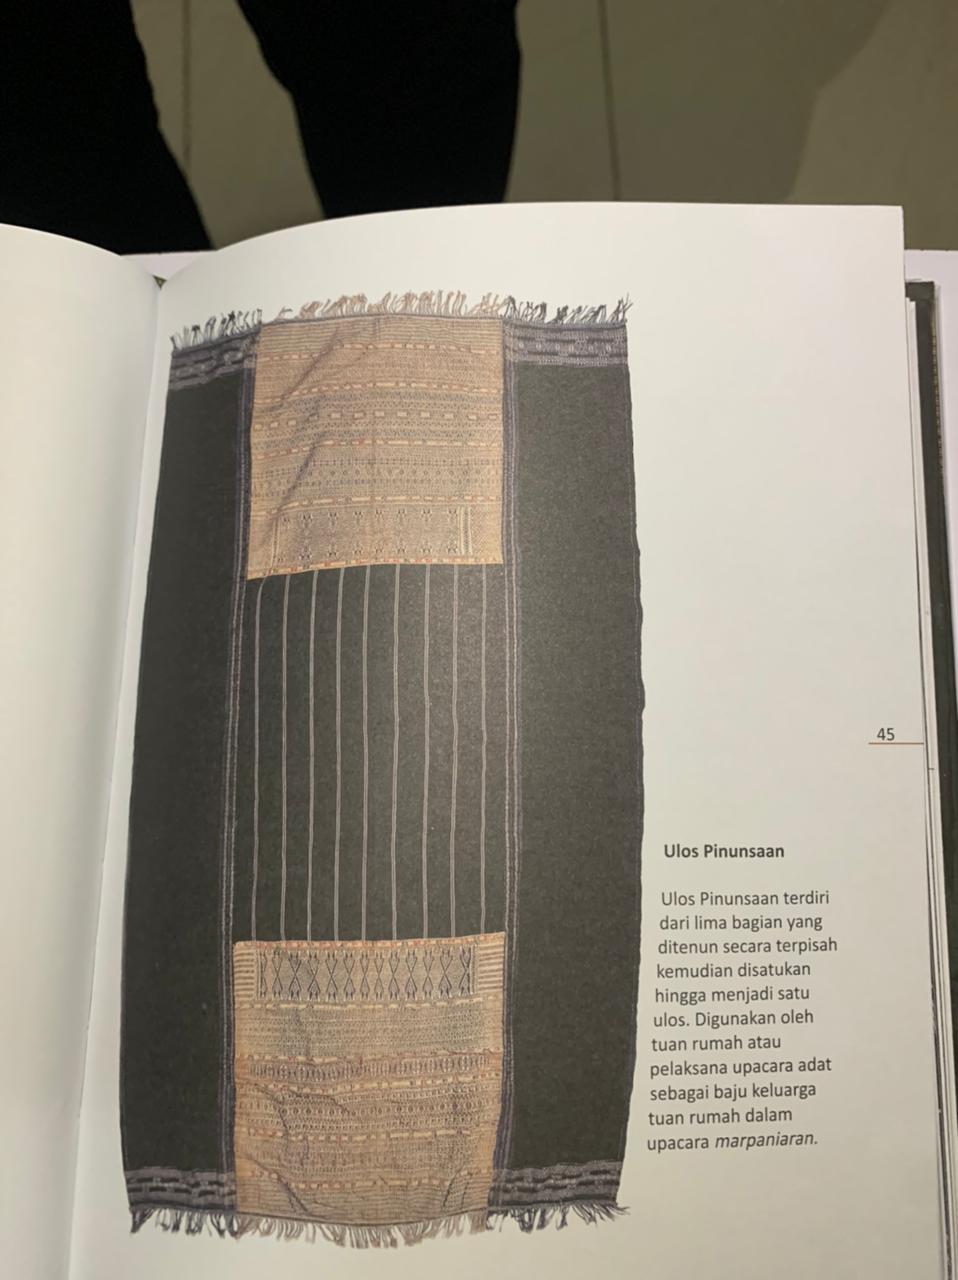 45
Ulos Pinunsaan
Ulos Pinunsaan terdiri
dari lima bagian yang
ditenun secara terpisah
kemudian disatukan
hingga menjadi satu
ulos. Digunakan oleh
tuan rumah atau
pelaksana upacara adat
sebagai baju keluarga
tuan rumah dalam
upacara marpaniaran.